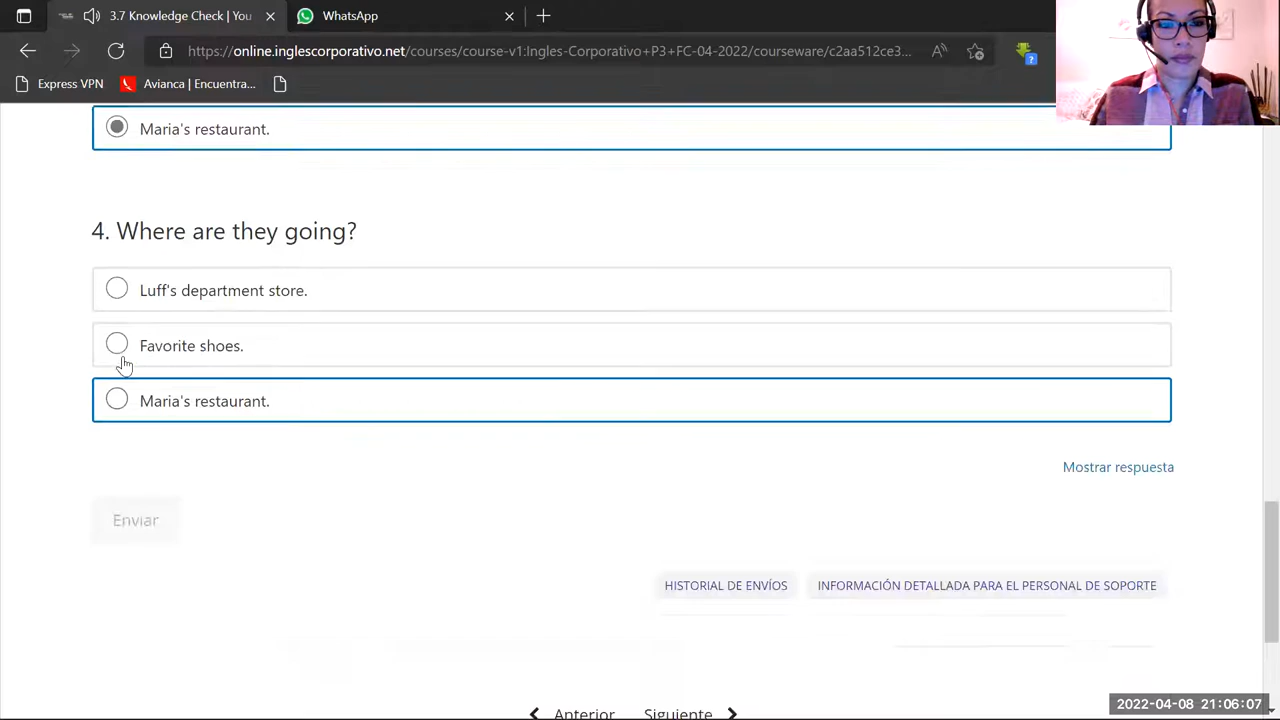 3.7 Knowledge Check | You
WhatsApp
https://online.inglescorporativo.net/courses/course-v1:Ingles-Corporativo+P3+FC-04-2022/courseware/c2aa512ce3...
Express VPN
Avianca | Encuentra...
Maria's restaurant.
4. Where are they going?
Luff's department store.
Favorite shoes.
Maria's restaurant.
Mostrar respuesta
Enviar
HISTORIAL DE ENVÍOS
INFORMACIÓN DETALLADA PARA EL PERSONAL DE SOPORTE
Anterior
Siguiente
2022-04-08 21:06:07